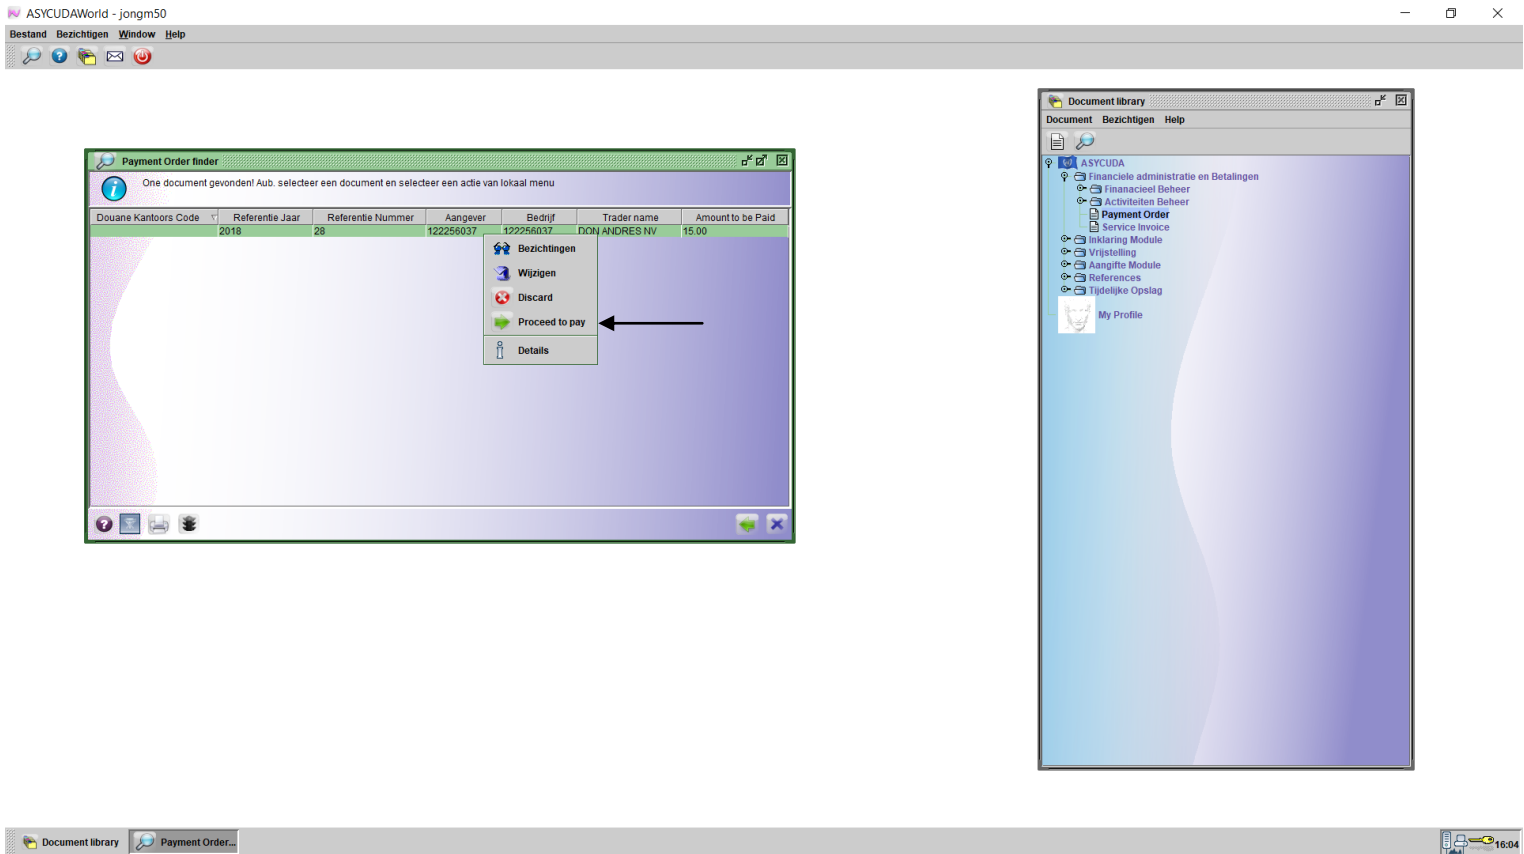 ASYCUDAWorld - jongm50
Bestand Bezichtigen Window Help
Payment Order finder
One document gevonden! Aub. selecteer een document en selecteer een actie van lokaal menu
Douane Kantoors Code Referentie Jaar Referentie Nummer Aangever Bedrijf Trader name Amount to be Paid
2018 28 122256037 122256037 DON ANDRES NV 15.00
Bezichtingen
Wijzigen
Discard
Proceed to pay
Details
Document library
Document Bezichtigen Help
ASYCUDA
Financiele administratie en Betalingen
Finanacieel Beheer
Activiteiten Beheer
Payment Order
Service Invoice
Inklaring Module
Vrijstelling
Aangifte Module
References
Tijdelijke Opslag
My Profile
Document library Payment Order... 16:04